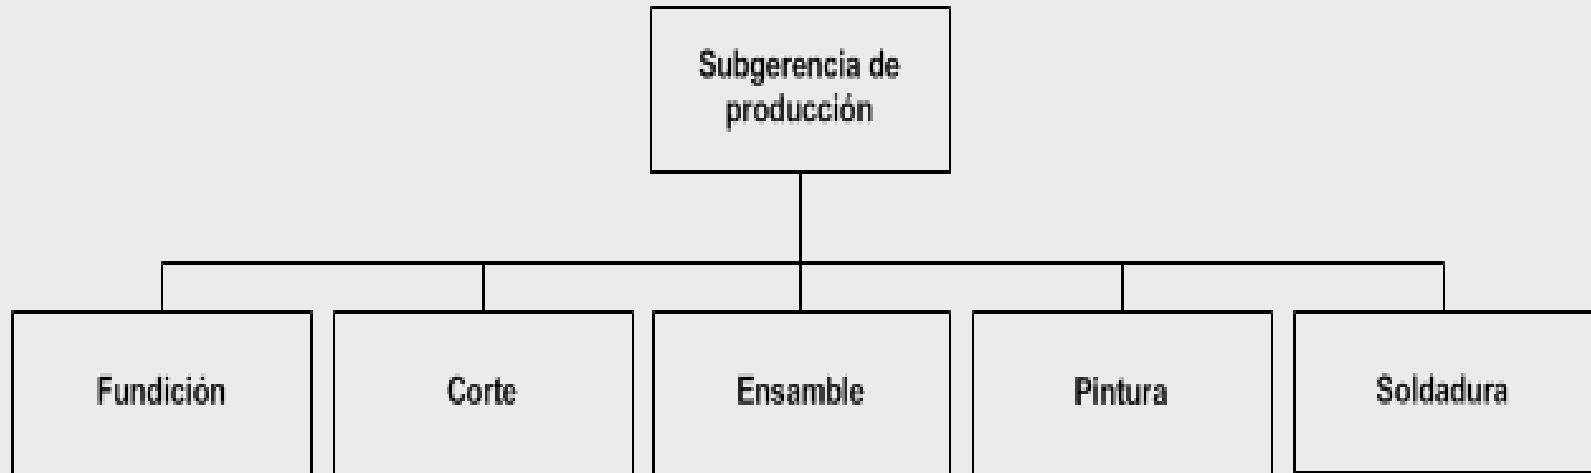 Subgerencia de
producción
Fundición
Corte
Ensamble
Pintura
Soldadura